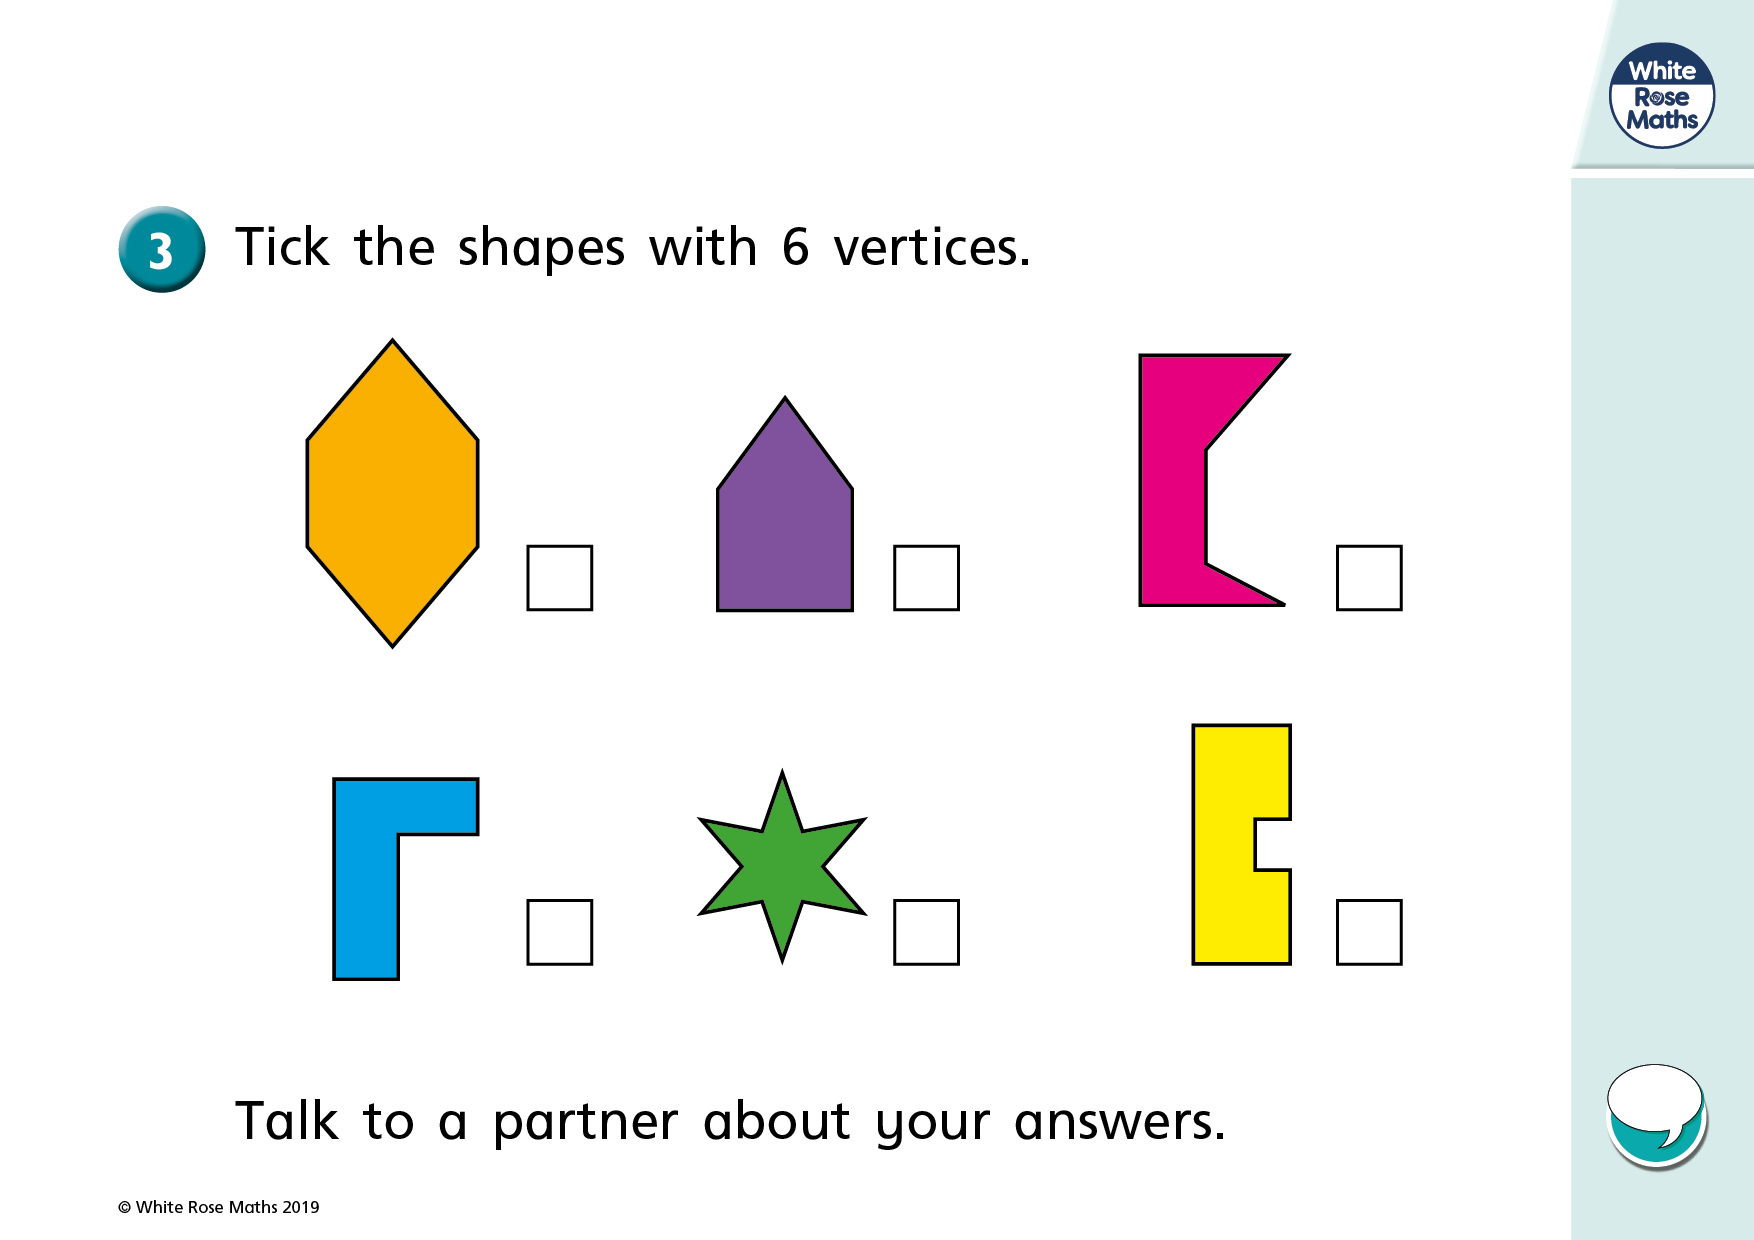 White
Rose
Maths
3 Tick the shapes with 6 vertices.
Talk to a partner about your answers.
© White Rose Maths 2019